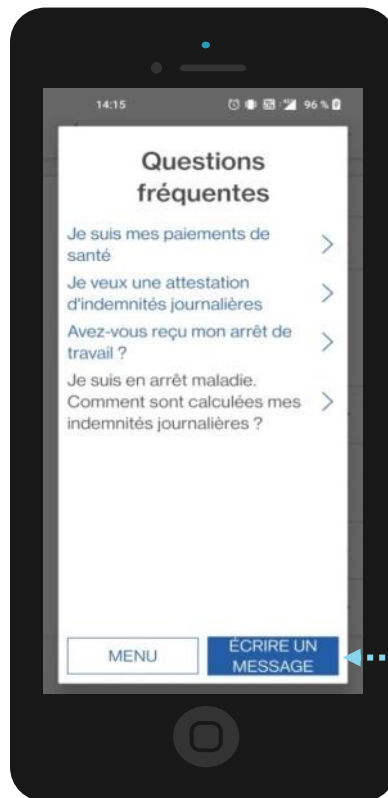 14:15 96 %
Questions
fréquentes
Je suis mes paiements de
santé
Je veux une attestation
d'indemnités journalières
Avez-vous reçu mon arrêt de
travail ?
Je suis en arrêt maladie.
Comment sont calculées mes
indemnités journalières ?
MENU
ÉCRIRE UN
MESSAGE